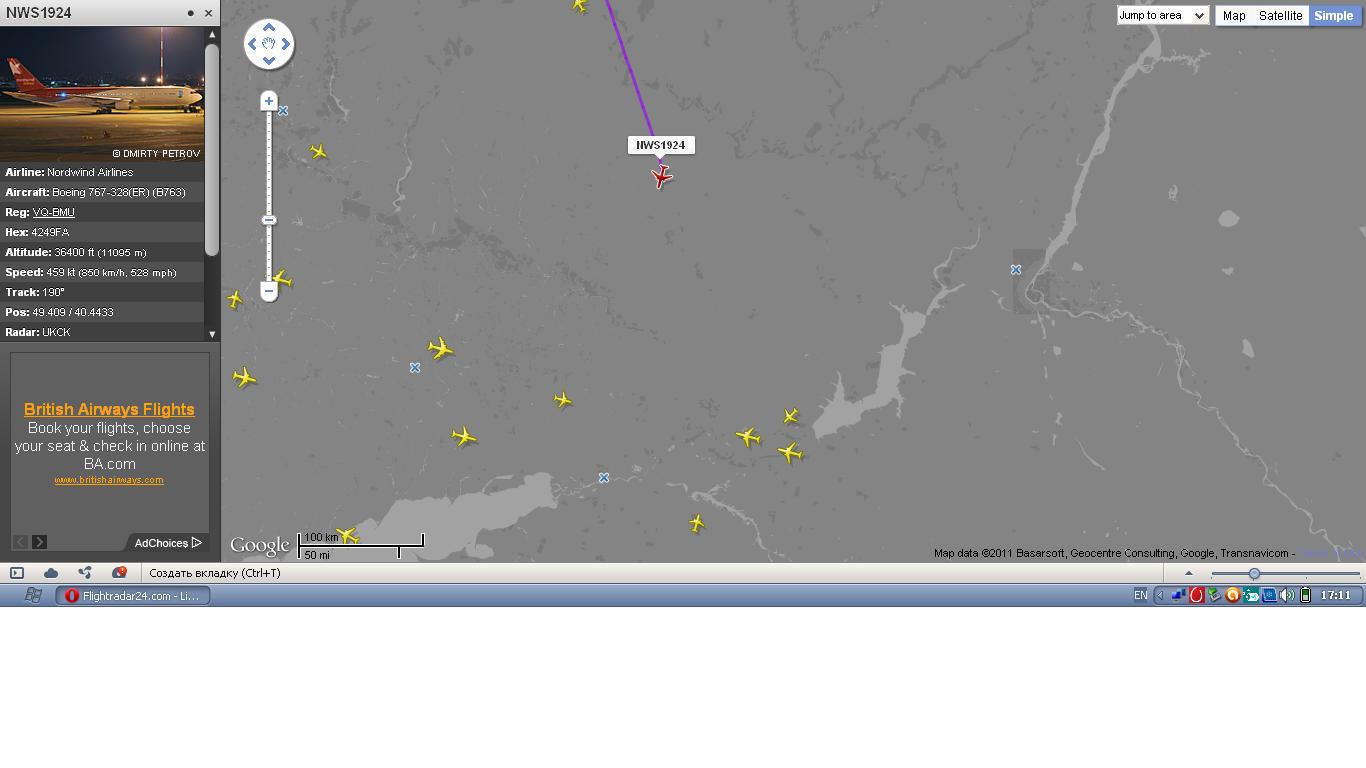 NWS1924
© DMIRTY PETROV
Airline: Nordwind Airlines
Aircraft: Boeing 767-328(ER) (B763)
Reg: VQ-BMU
Hex: 4249FA
Altitude: 36400 ft (11095 m)
Speed: 459 kt (850 km/h, 528 mph)
Track: 190°
Pos: 49.409 / 40.4433
Radar: UKCK
British Airways Flights
Book your flights, choose
your seat & check in online at
BA.com
www.britishairways.com
AdChoices
Jump to area
Map Satellite Simple
NWS1924
Google
100 km
50 mi
Map data ©2011 Basarsoft, Geocentre Consulting, Google, Transnavicom -
Создать вкладку (Ctrl+T)
Flightradar24.com - Li...
EN
17:11